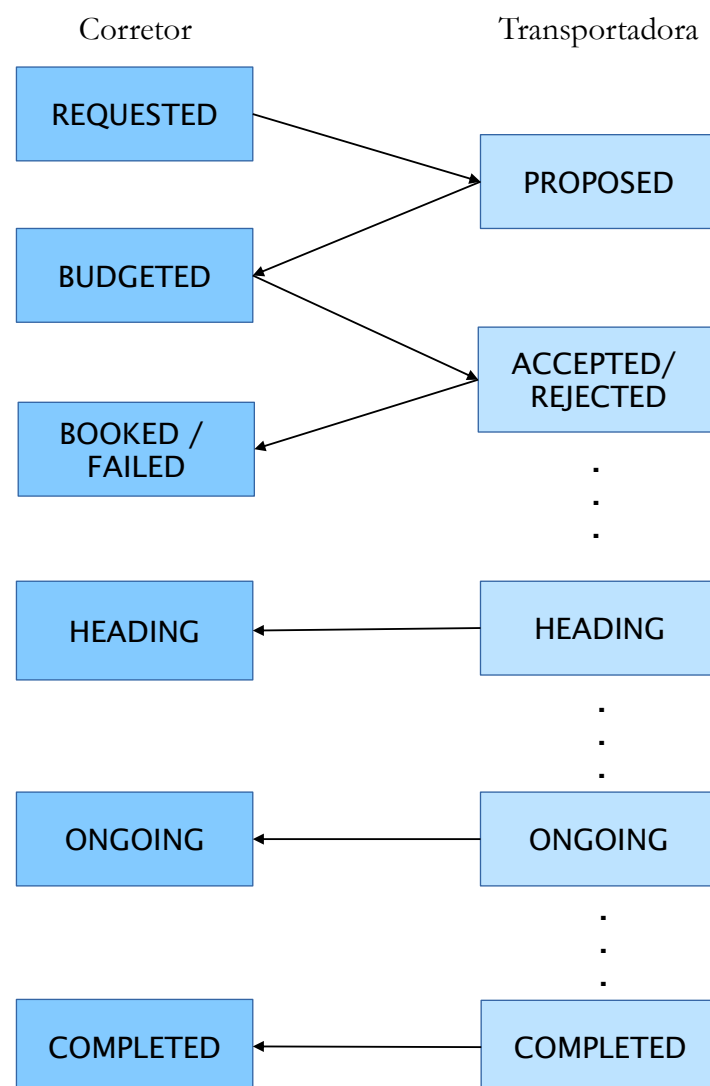 Corretor
Transportadora
REQUESTED
PROPOSED
BUDGETED
ACCEPTED/
REJECTED
BOOKED /
FAILED
HEADING
HEADING
ONGOING
ONGOING
COMPLETED
COMPLETED